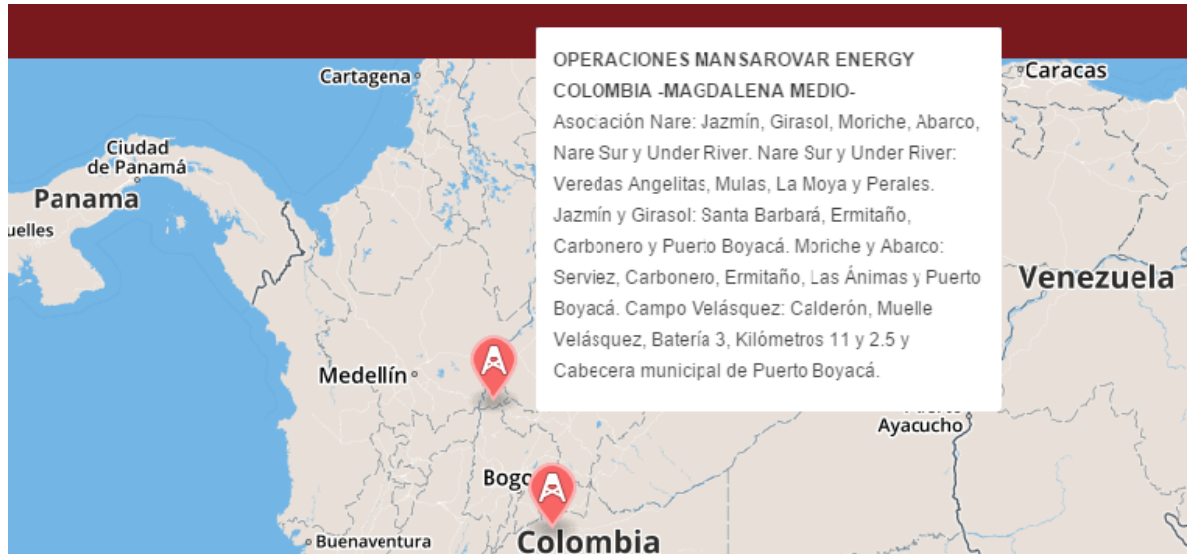 OPERACIONES MANSAROVAR ENERGY
COLOMBIA -MAGDALENA MEDIO-
Asociación Nare: Jazmín, Girasol, Moriche, Abarco,
Nare Sur y Under River. Nare Sur y Under River:
Veredas Angelitas, Mulas, La Moya y Perales.
Jazmín y Girasol: Santa Barbará, Ermitaño,
Carbonero y Puerto Boyacá. Moriche y Abarco:
Serviez, Carbonero, Ermitaño, Las Ánimas y Puerto
Boyacá. Campo Velásquez: Calderón, Muelle
Velásquez, Batería 3, Kilómetros 11 y 2.5 y
Cabecera municipal de Puerto Boyacá.
Cartagena
Caracas
Ciudad
de Panamá
Panama
uelles
Venezuela
Medellín
Ayacucho
Bogo
Buenaventura
Colombia